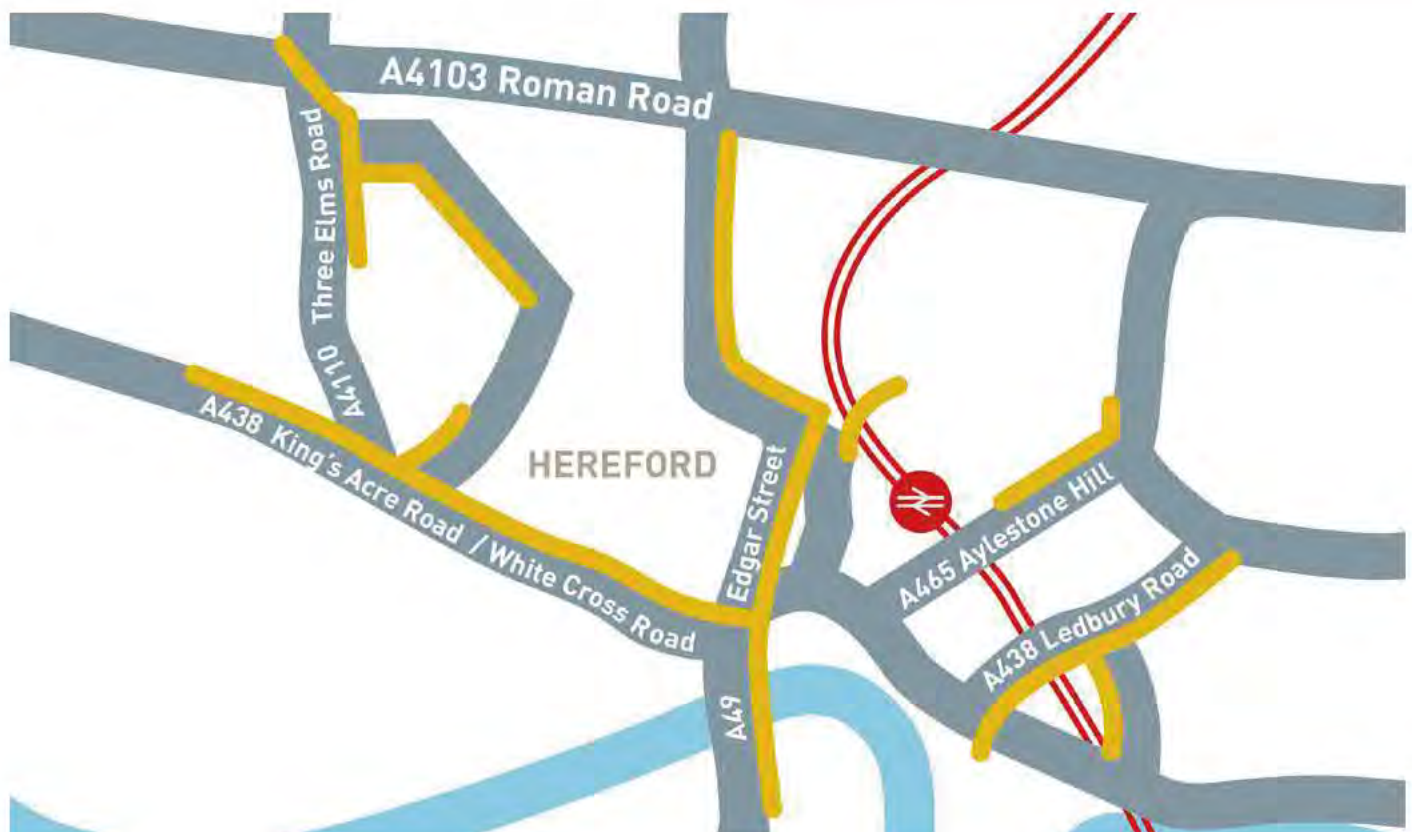 A4103 Roman Road
A4110 Three Elms Road
A438 King's Acre Road / White Cross Road
HEREFORD
Edgar Street
A465 Aylestone Hill
A438 Ledbury Road
A49